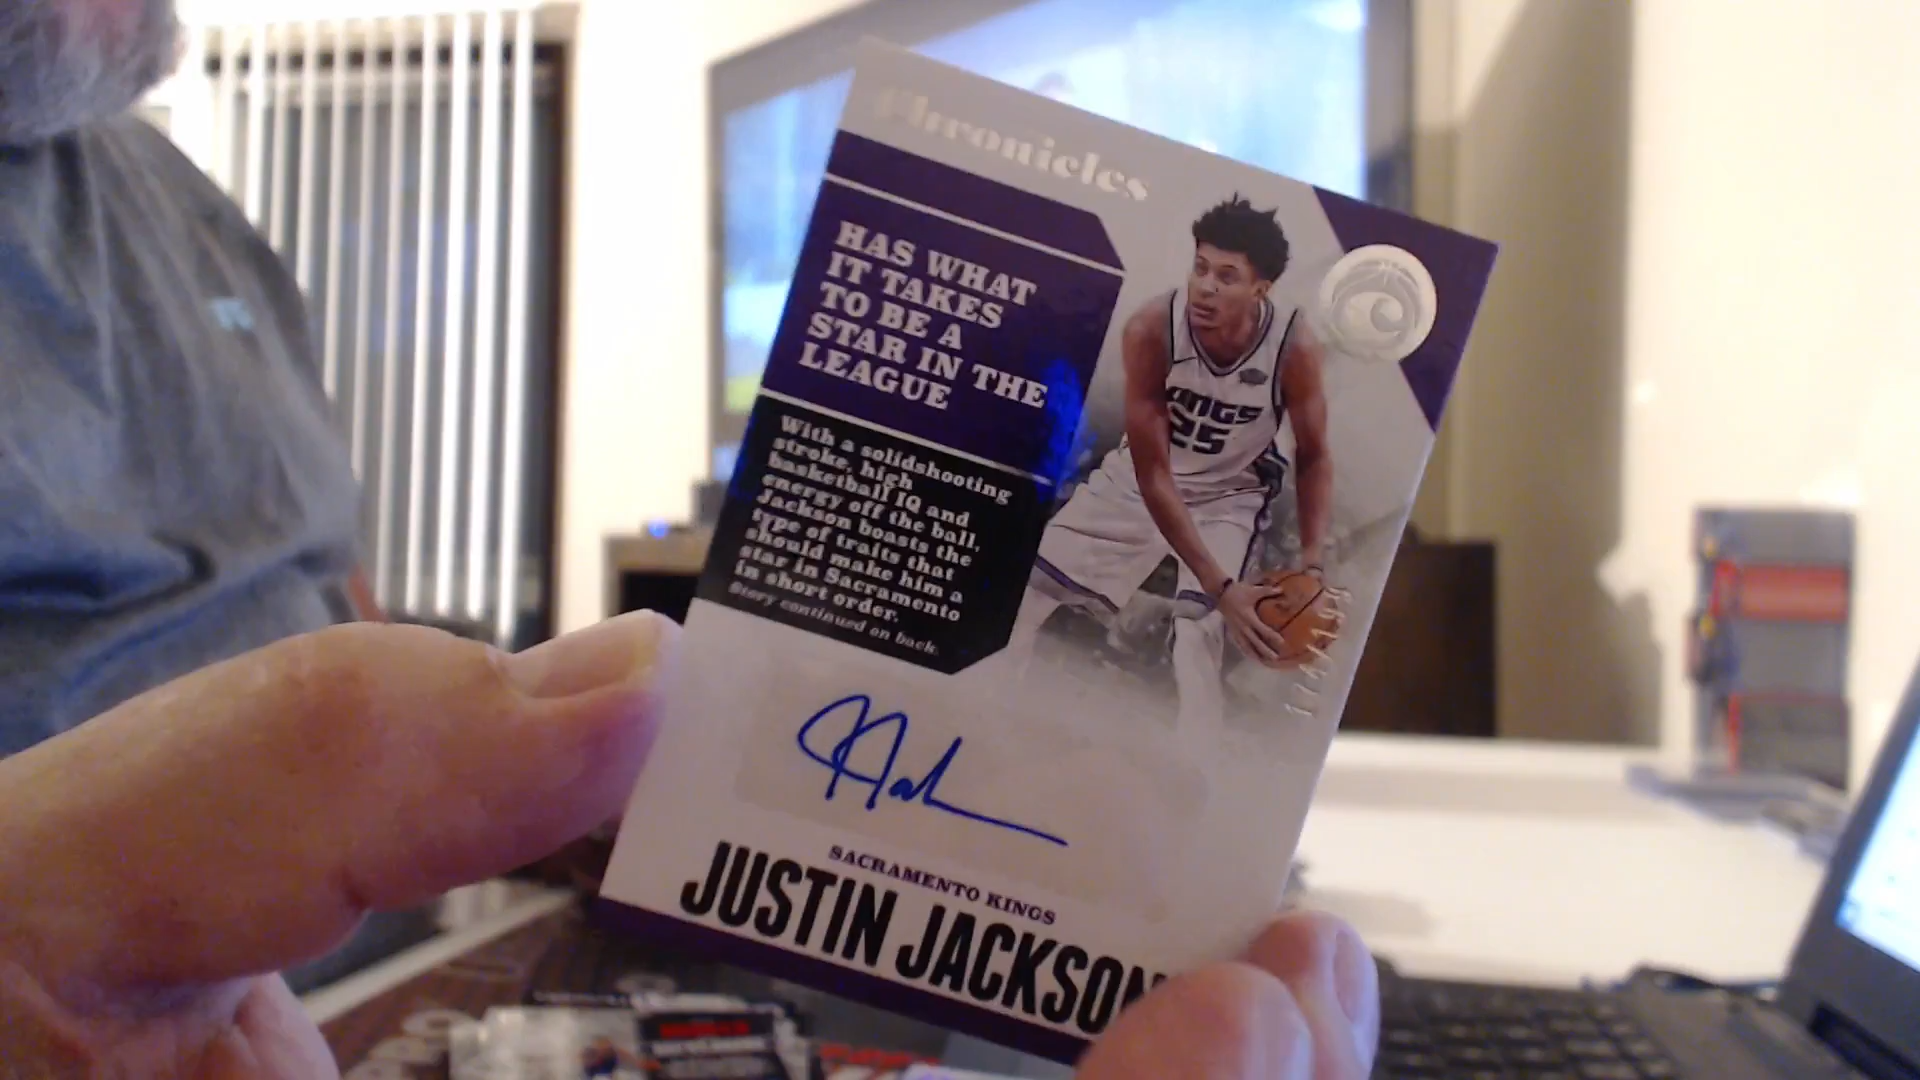 Chronicles
HAS WHAT
IT TAKES
TO BE A
STAR IN THE
LEAGUE
With a solidshooting
stroke, high
basketball IQ and
energy off the ball,
Jackson boasts the
type of traits that
should make him a
star in Sacramento
in short order.
Story continued on back.
KINGS
25
SACRAMENTO KINGS
JUSTIN JACKSON